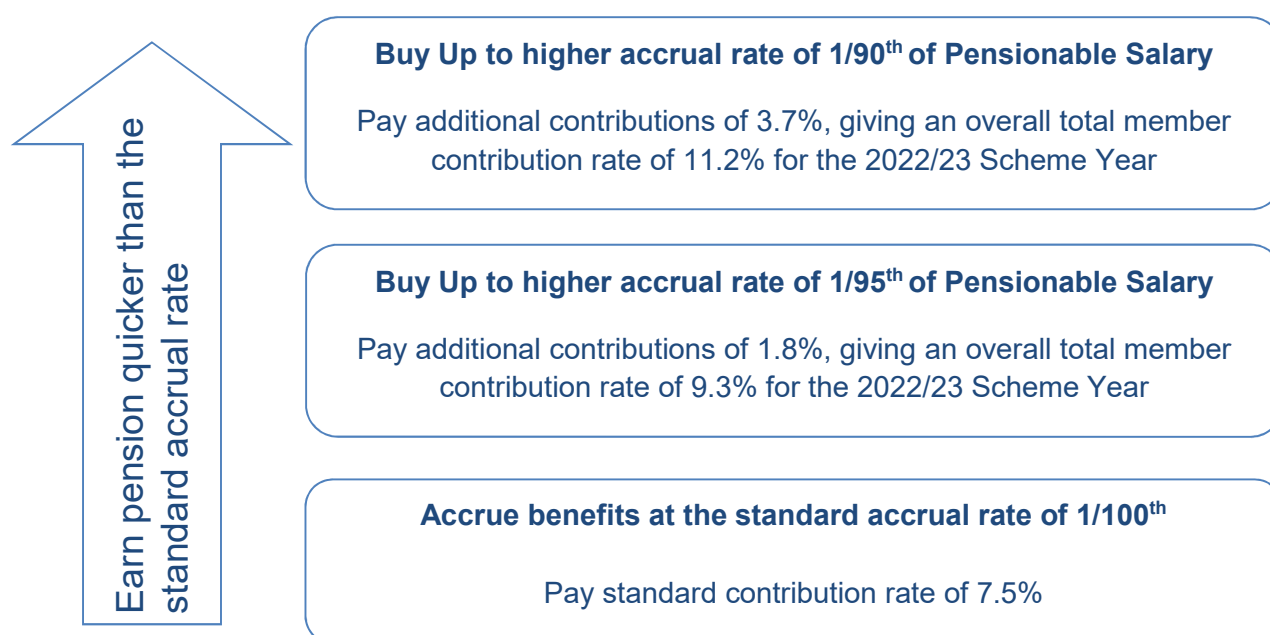 Earn pension quicker than the
standard accrual rate
Buy Up to higher accrual rate of 1/90th of Pensionable Salary
Pay additional contributions of 3.7%, giving an overall total member
contribution rate of 11.2% for the 2022/23 Scheme Year
Buy Up to higher accrual rate of 1/95th of Pensionable Salary
Pay additional contributions of 1.8%, giving an overall total member
contribution rate of 9.3% for the 2022/23 Scheme Year
Accrue benefits at the standard accrual rate of 1/100th
Pay standard contribution rate of 7.5%